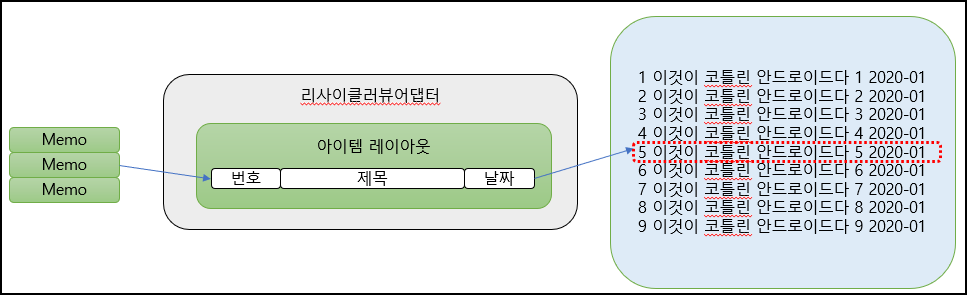 Memo
Memo
Memo
리사이클러뷰어댑터
아이템 레이아웃
번호 제목 날짜
1 이것이 코틀린 안드로이드다 1 2020-01
2 이것이 코틀린 안드로이드다 2 2020-01
3 이것이 코틀린 안드로이드다 3 2020-01
4 이것이 코틀린 안드로이드다 4 2020-01
5 이것이 코틀린 안드로이드다 5 2020-01
6 이것이 코틀린 안드로이드다 6 2020-01
7 이것이 코틀린 안드로이드다 7 2020-01
8 이것이 코틀린 안드로이드다 8 2020-01
9 이것이 코틀린 안드로이드다 9 2020-01